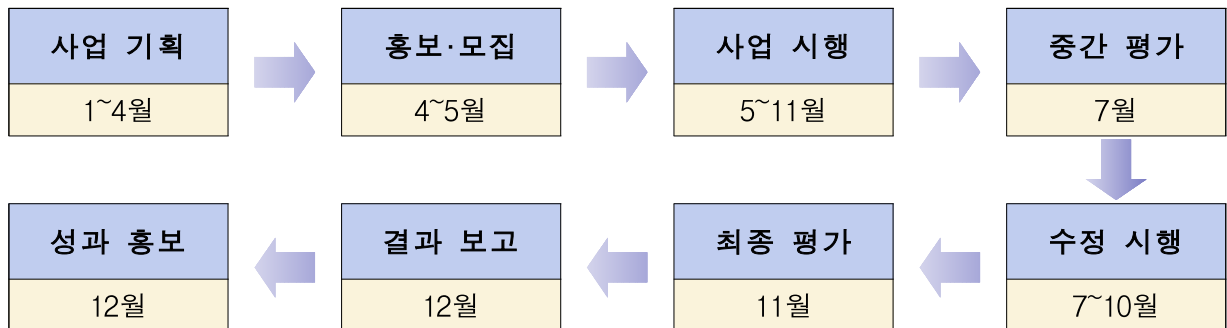 사업 기획
1~4월
홍보·모집
4~5월
사업 시행
5~11월
중간 평가
7월
수정 시행
7~10월
최종 평가
11월
결과 보고
12월
성과 홍보
12월